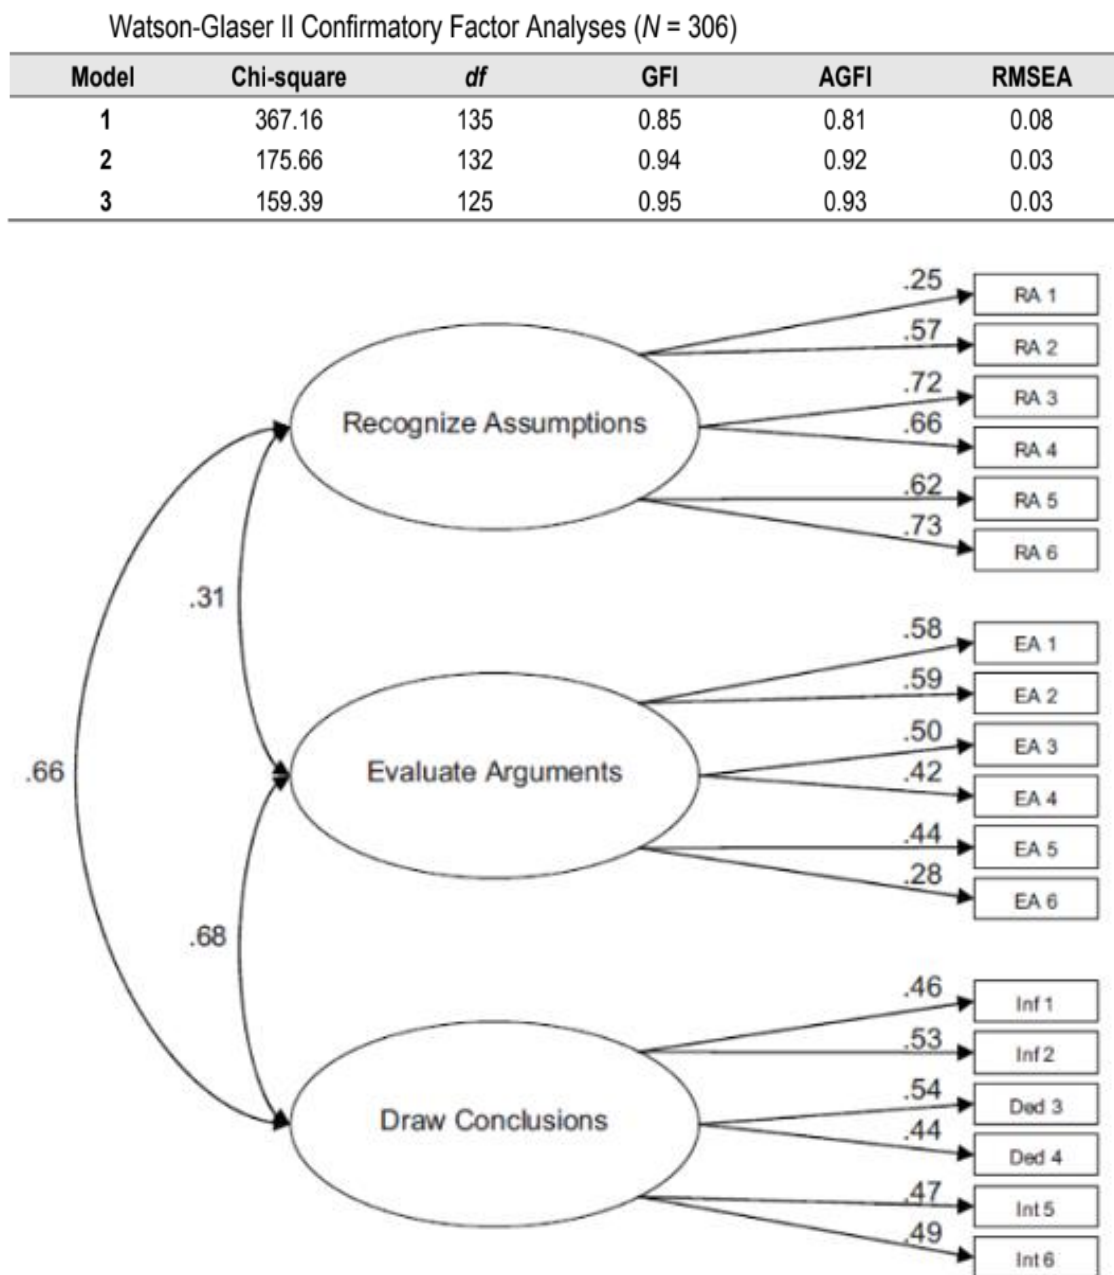 Watson-Glaser II Confirmatory Factor Analyses (N = 306)
Model Chi-square df GFI AGFI RMSEA
1 367.16 135 0.85 0.81 0.08
2 175.66 132 0.94 0.92 0.03
3 159.39 125 0.95 0.93 0.03
.25 RA 1
.57 RA 2
.72 RA 3
Recognize Assumptions
.66 RA 4
.62 RA 5
.73 RA 6
.31
.58 EA 1
.59 EA 2
.50 EA 3
.66 Evaluate Arguments
.42 EA 4
.44 EA 5
.28 EA 6
.68
.46 Inf 1
.53 Inf 2
.54 Ded 3
Draw Conclusions
.44 Ded 4
.47 Int 5
.49 Int 6